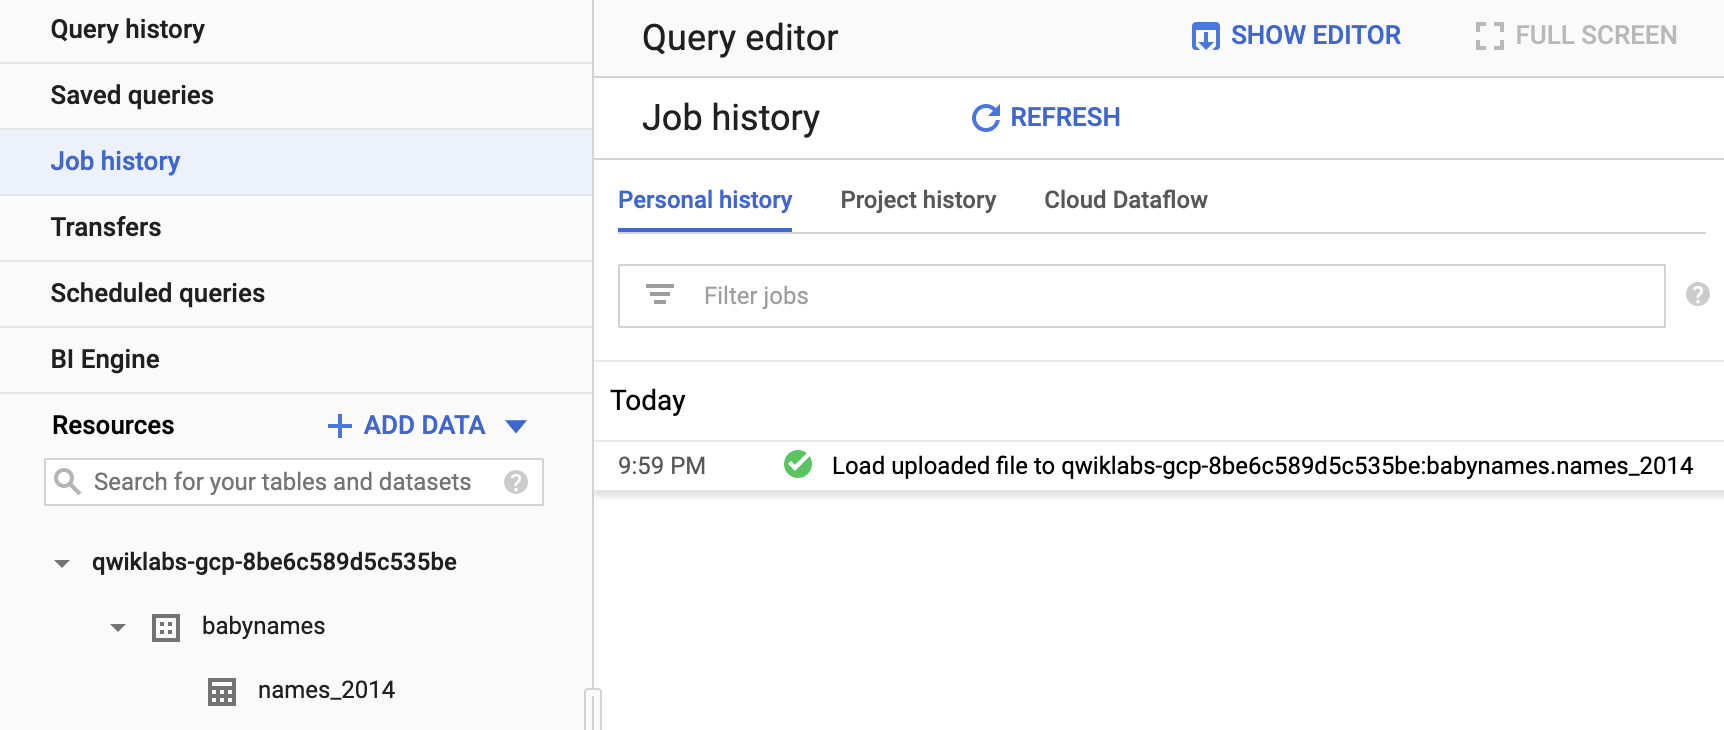 Query history
Saved queries
Job history
Transfers
Scheduled queries
BI Engine
Resources
ADD DATA
Search for your tables and datasets
qwiklabs-gcp-8be6c589d5c535be
babynames
names_2014
Query editor
SHOW EDITOR
FULL SCREEN
Job history
REFRESH
Personal history
Project history
Cloud Dataflow
Filter jobs
Today
9:59 PM
Load uploaded file to qwiklabs-gcp-8be6c589d5c535be:babynames.names_2014